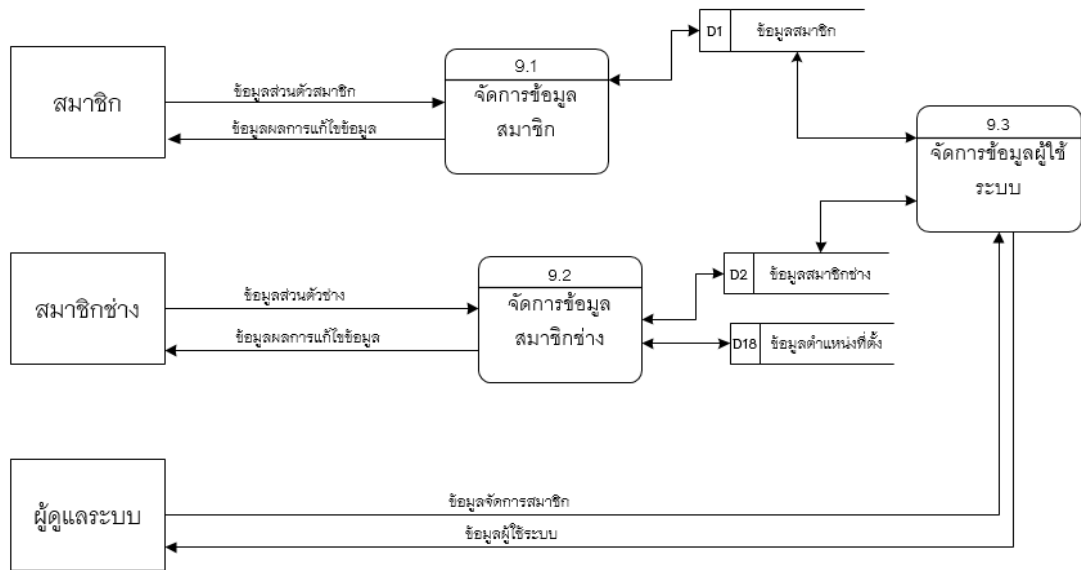 D1 ข้อมูลสมาชิก
สมาชิก
ข้อมูลส่วนตัวสมาชิก
ข้อมูลผลการแก้ไขข้อมูล
9.1
จัดการข้อมูล
สมาชิก
9.3
จัดการข้อมูลผู้ใช้
ระบบ
สมาชิกช่าง
ข้อมูลส่วนตัวช่าง
ข้อมูลผลการแก้ไขข้อมูล
9.2
จัดการข้อมูล
สมาชิกช่าง
D2 ข้อมูลสมาชิกช่าง
D18 ข้อมูลตำแหน่งที่ตั้ง
ผู้ดูแลระบบ
ข้อมูลจัดการสมาชิก
ข้อมูลผู้ใช้ระบบ